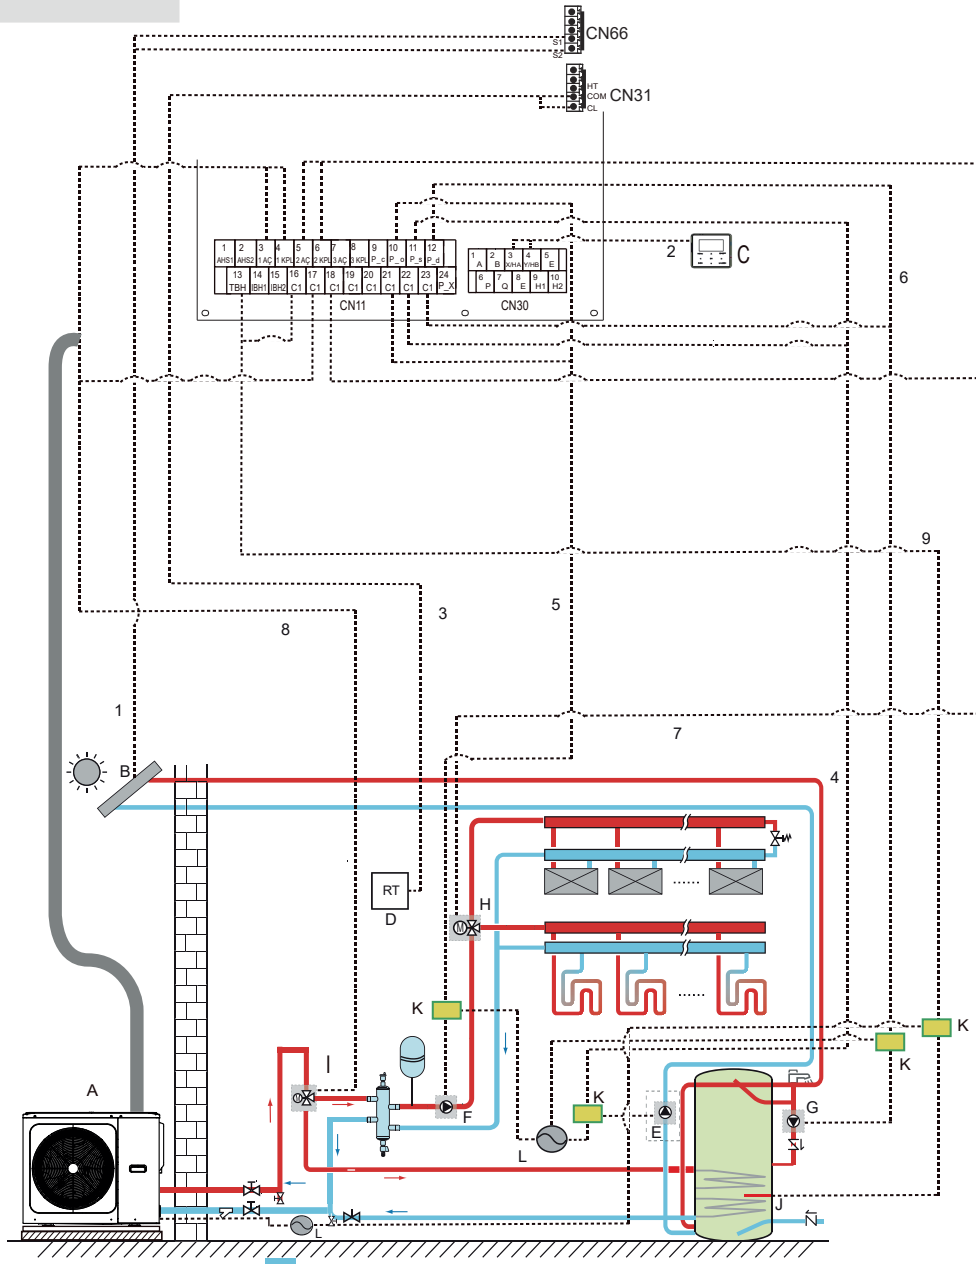 CN66
S1
S2
HT
COM
CN31
CL
1 2 3 4 5 6 7 8 9 10 11 12
AHS1 AHS2 1 AÇ 1 KPL 2 AÇ 2 KPL 3 AÇ 3 KPL P_c P_o P_s P_d
13 14 15 16 17 18 19 20 21 22 23 24
TBH IBH1 IBH2 C1 C1 C1 C1 C1 C1 C1 C1 P_X
CN11
1 2 3 4 5
A B X/HA Y/HB E
6 7 8 9 10
P Q E H1 H2
CN30
2
C
6
9
3
5
8
1
7
B
4
RT
D
H
M
K
K
K
I
M
A
F
K
G
E
L
J
L